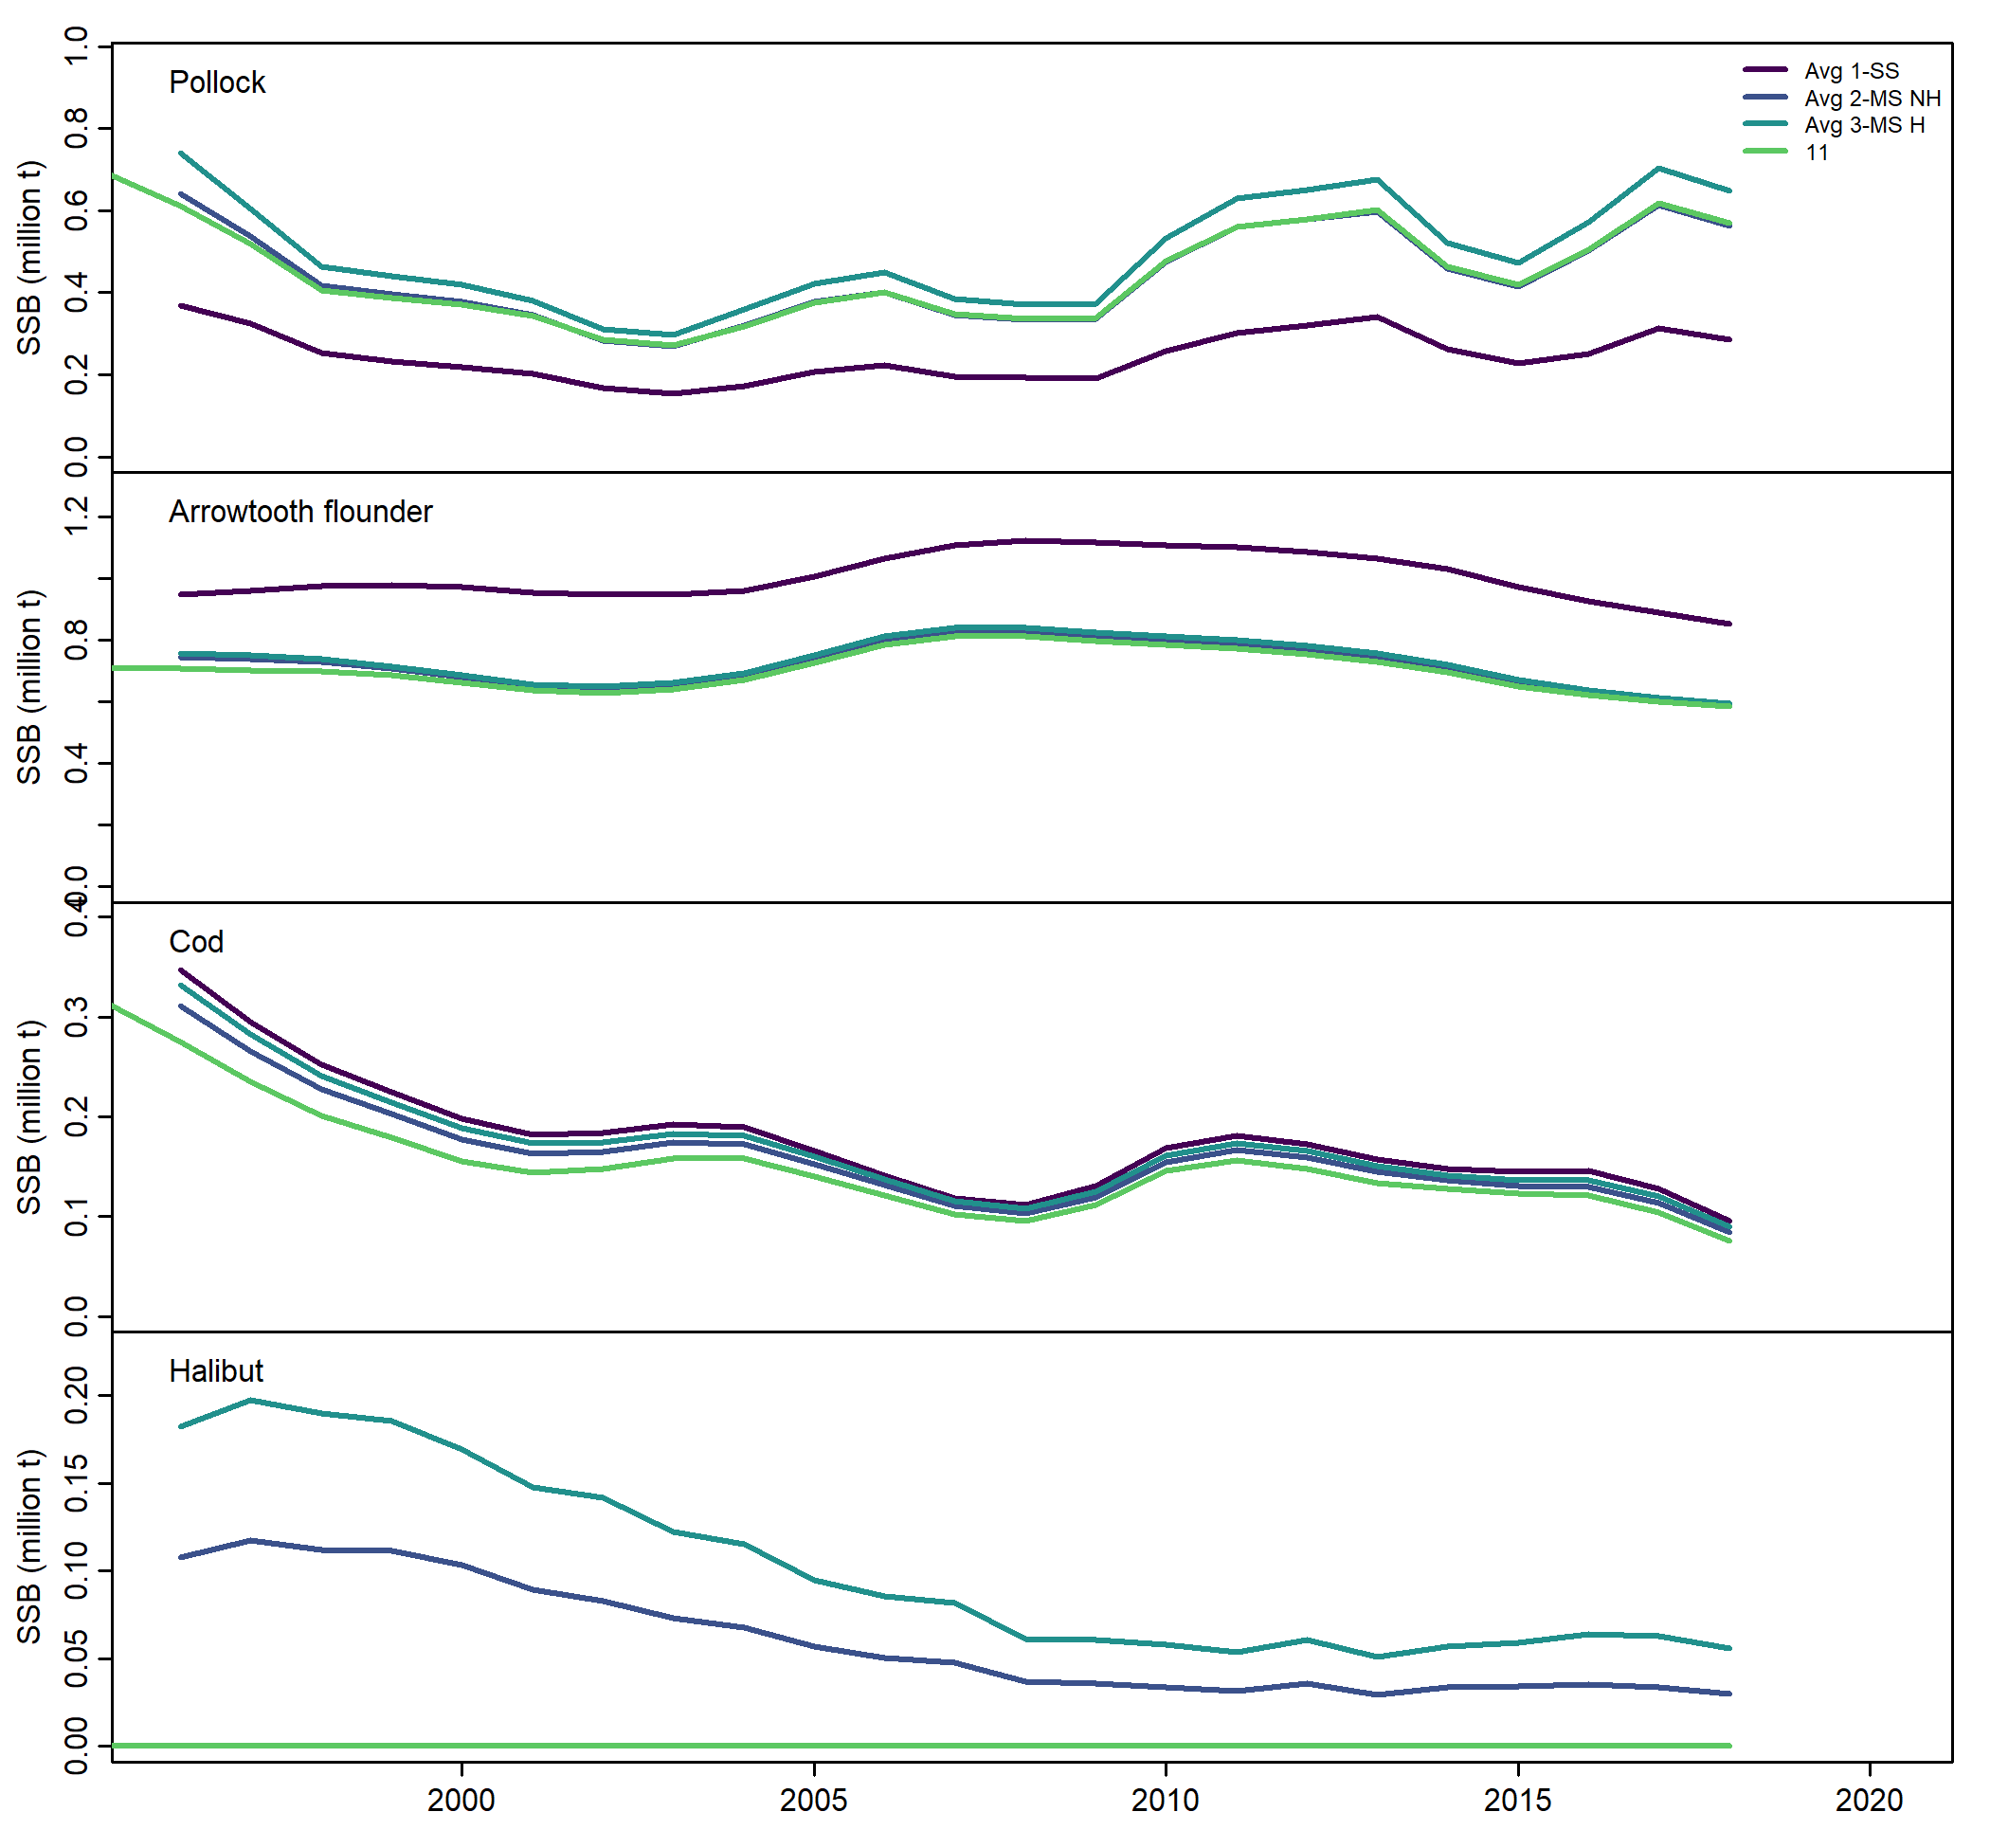 Pollock
Avg 1-SS
Avg 2-MS NH
Avg 3-MS H
11
SSB (million t)
1.0
0.8
0.6
0.4
0.2
0.0
Arrowtooth flounder
SSB (million t)
1.2
0.8
0.4
0.0
Cod
SSB (million t)
0.4
0.3
0.2
0.1
0.0
Halibut
SSB (million t)
0.20
0.15
0.10
0.05
0.00
2000 2005 2010 2015 2020